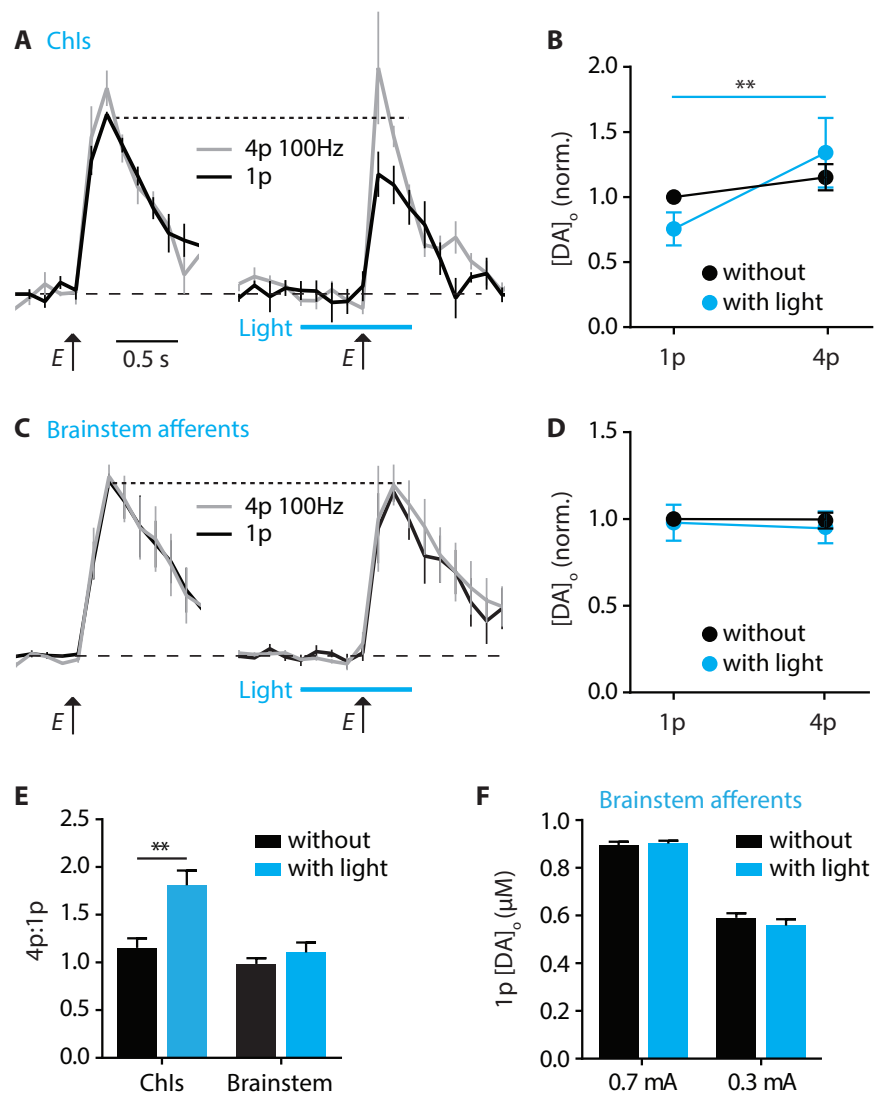 A ChIs
4p 100Hz
1p
Light
E
0.5 s
E
B
[DA]o (norm.)
2.0
1.5
1.0
0.5
0.0
**
without
with light
1p
4p
C Brainstem afferents
4p 100Hz
1p
Light
E
E
D
[DA]o (norm.)
1.5
1.0
0.5
0.0
without
with light
1p
4p
E
4p:1p
2.5
2.0
1.5
1.0
0.5
0.0
**
without
with light
ChIs
Brainstem
F
Brainstem afferents
1p [DA]o (μM)
1.0
0.8
0.6
0.4
0.2
0.0
without
with light
0.7 mA
0.3 mA